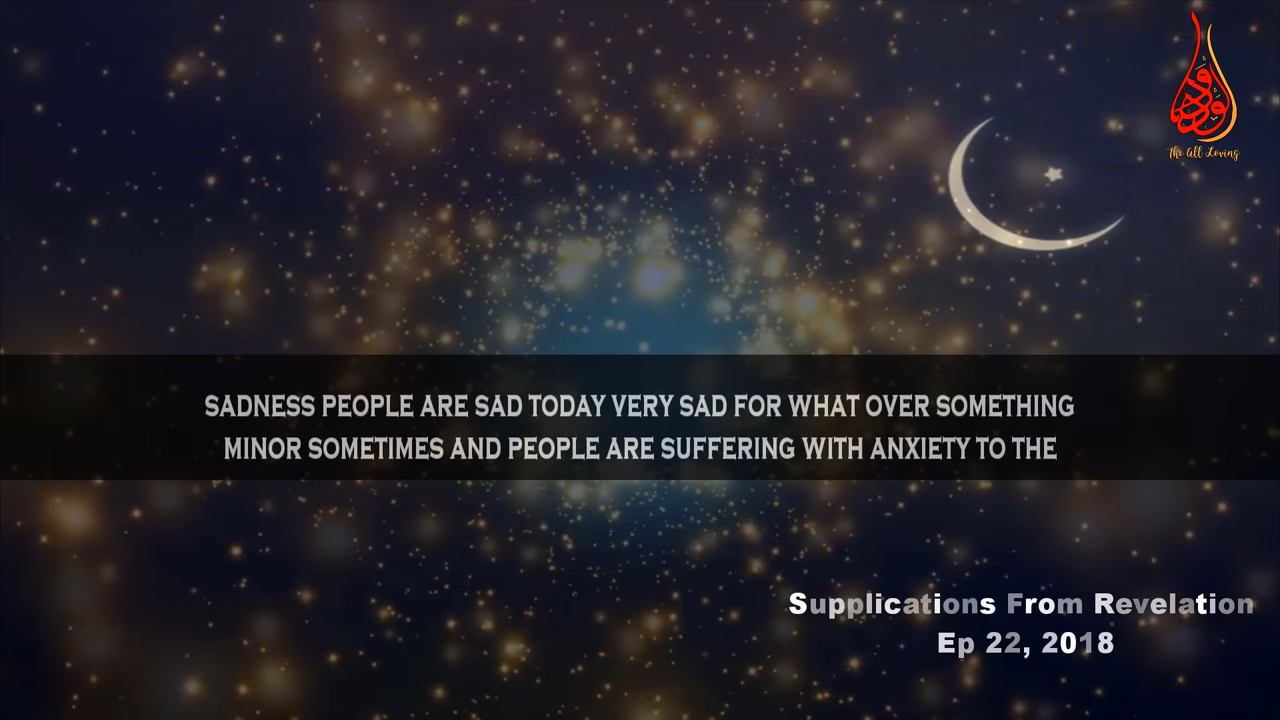 الودود
The All Loving
SADNESS PEOPLE ARE SAD TODAY VERY SAD FOR WHAT OVER SOMETHING
MINOR SOMETIMES AND PEOPLE ARE SUFFERING WITH ANXIETY TO THE
Supplications From Revelation
Ep 22, 2018